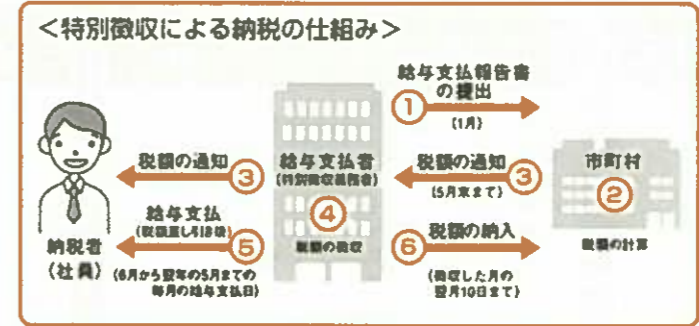 ＜特別徴収による納税の仕組み＞
給与支払報告書
の提出
①
(1月)
税額の通知
③
給与支払者
(特別徴収義務者)
税額の通知
③
(5月末まで)
市町村
②
税額の計算
④
税額の徴収
給与支払
(税額差し引き後)
⑤
(6月から翌年の5月までの
毎月の給与支払日)
税額の納入
⑥
(徴収した月の
翌月10日まで)
納税者
(社員)